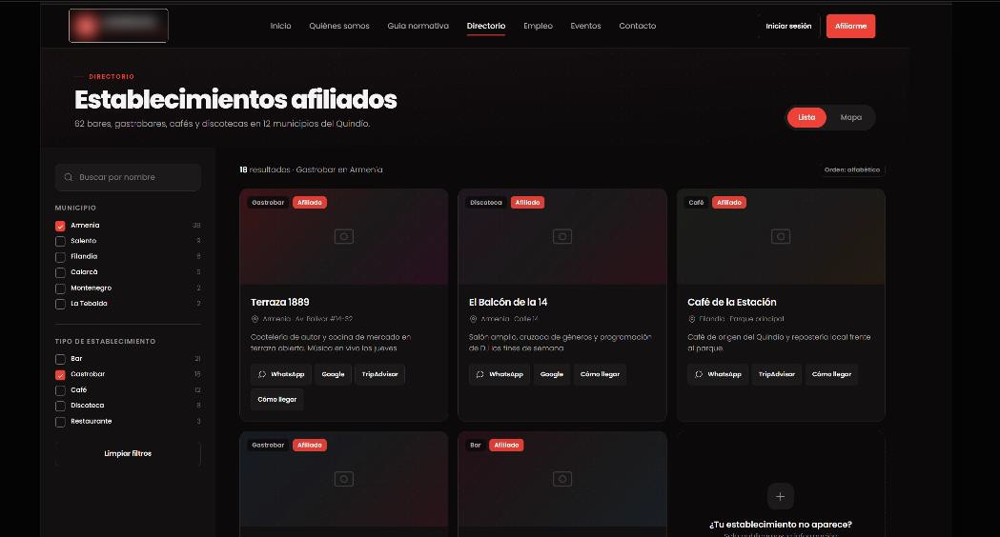 Inicio Quiénes somos Guía normativa Directorio Empleo Eventos Contacto Iniciar sesión Afiliarme
DIRECTORIO
Establecimientos afiliados
62 bares, gastrobares, cafés y discotecas en 12 municipios del Quindío.
Lista Mapa
Buscar por nombre
MUNICIPIO
Armenia 38
Salento 9
Filandia 6
Calarcá 5
Montenegro 2
La Tebaida 2
TIPO DE ESTABLECIMIENTO
Bar 21
Gastrobar 18
Café 12
Discoteca 8
Restaurante 3
Limpiar filtros
18 resultados · Gastrobar en Armenia
Orden: alfabético
Gastrobar Afiliado
Terraza 1889
Armenia · Av. Bolívar #14-32
Coctelería de autor y cocina de mercado en
terraza abierta. Música en vivo los jueves.
WhatsApp Google TripAdvisor
Cómo llegar
Discoteca Afiliado
El Balcón de la 14
Armenia · Calle 14
Salón amplio, cruzada de géneros y programación
de DJ los fines de semana.
WhatsApp Google Cómo llegar
Café Afiliado
Café de la Estación
Filandia · Parque principal
Café de origen del Quindío y repostería local frente
al parque.
WhatsApp TripAdvisor Cómo llegar
Gastrobar Afiliado
Bar Afiliado
¿Tu establecimiento no aparece?